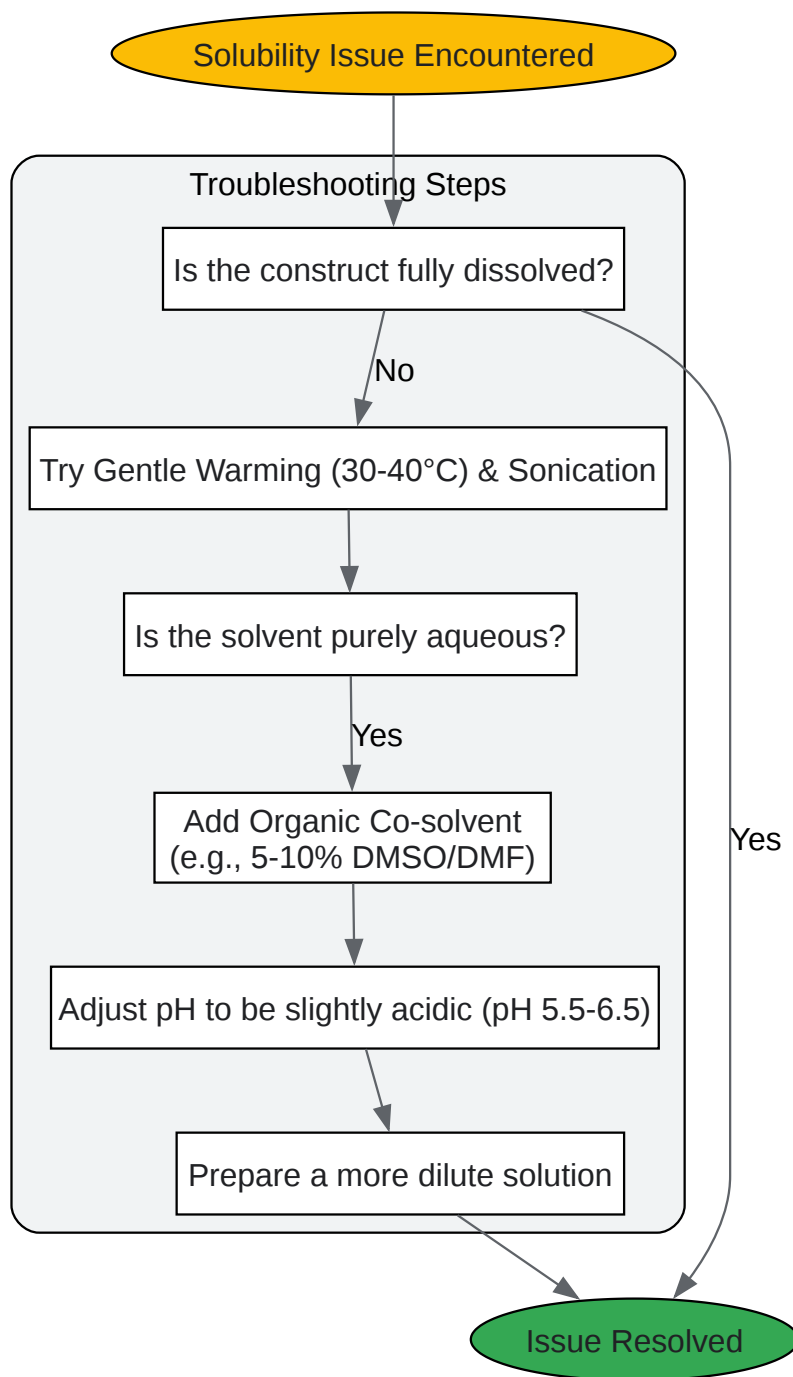 Solubility Issue Encountered
Troubleshooting Steps
Is the construct fully dissolved?
No
Try Gentle Warming (30-40°C) & Sonication
Is the solvent purely aqueous?
Yes
Add Organic Co-solvent
(e.g., 5-10% DMSO/DMF)
Yes
Adjust pH to be slightly acidic (pH 5.5-6.5)
Prepare a more dilute solution
Issue Resolved